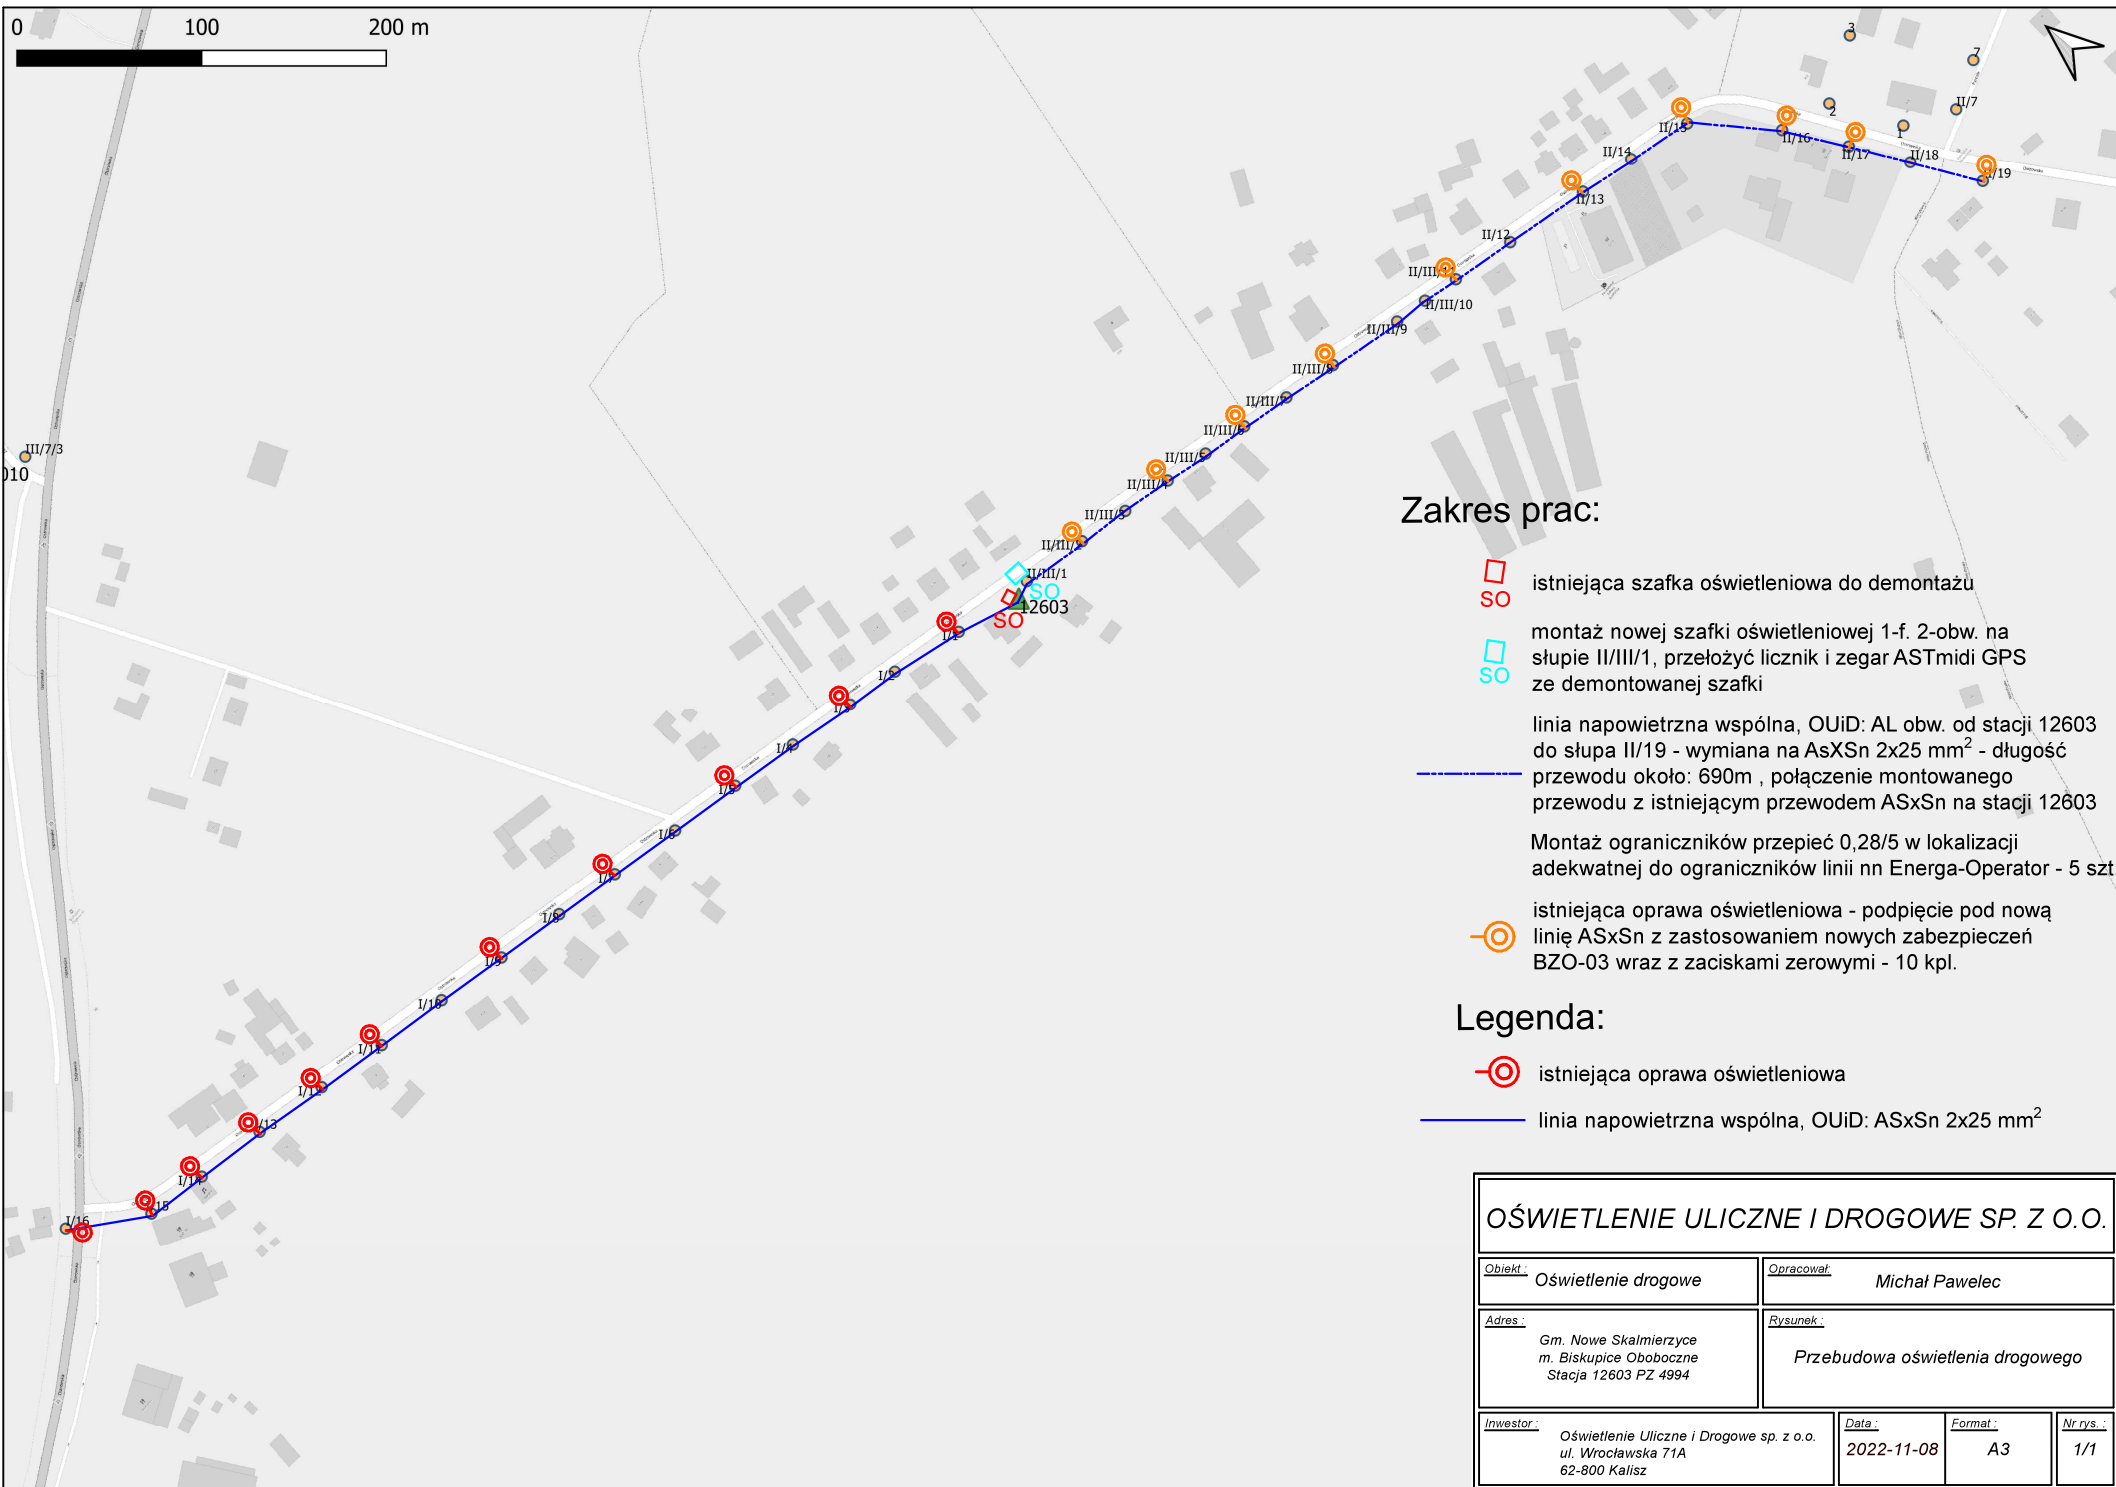 0 100 200 m
3
7
2
II/7
1
II/15
II/16
II/17
II/18
II/14
II/13
II/12
II/III/10
II/III/9
II/III/8
II/III/7
II/III/6
II/III/5
II/III/4
II/III/3
II/III/2
II/III/1
SO
12603
SO
III/7/3
I/1
I/2
I/3
I/4
I/5
I/6
I/7
I/8
I/9
I/10
I/11
I/12
I/14
I/16
Zakres prac:
SO
istniejąca szafka oświetleniowa do demontażu
SO
montaż nowej szafki oświetleniowej 1-f. 2-obw. na
słupie II/III/1, przełożyć licznik i zegar ASTmidi GPS
ze demontowanej szafki
linia napowietrzna wspólna, OUiD: AL obw. od stacji 12603
do słupa II/19 - wymiana na AsXSn 2x25 mm² - długość
przewodu około: 690m , połączenie montowanego
przewodu z istniejącym przewodem ASxSn na stacji 12603
Montaż ograniczników przepieć 0,28/5 w lokalizacji
adekwatnej do ograniczników linii nn Energa-Operator - 5 szt
istniejąca oprawa oświetleniowa - podpięcie pod nową
linię ASxSn z zastosowaniem nowych zabezpieczeń
BZO-03 wraz z zaciskami zerowymi - 10 kpl.
Legenda:
istniejąca oprawa oświetleniowa
linia napowietrzna wspólna, OUiD: ASxSn 2x25 mm²
OŚWIETLENIE ULICZNE I DROGOWE SP. Z O.O.
Obiekt : Oświetlenie drogowe
Opracował: Michał Pawelec
Adres :
Gm. Nowe Skalmierzyce
m. Biskupice Oboboczne
Stacja 12603 PZ 4994
Rysunek :
Przebudowa oświetlenia drogowego
Inwestor :
Oświetlenie Uliczne i Drogowe sp. z o.o.
ul. Wrocławska 71A
62-800 Kalisz
Data :
2022-11-08
Format :
A3
Nr rys. :
1/1